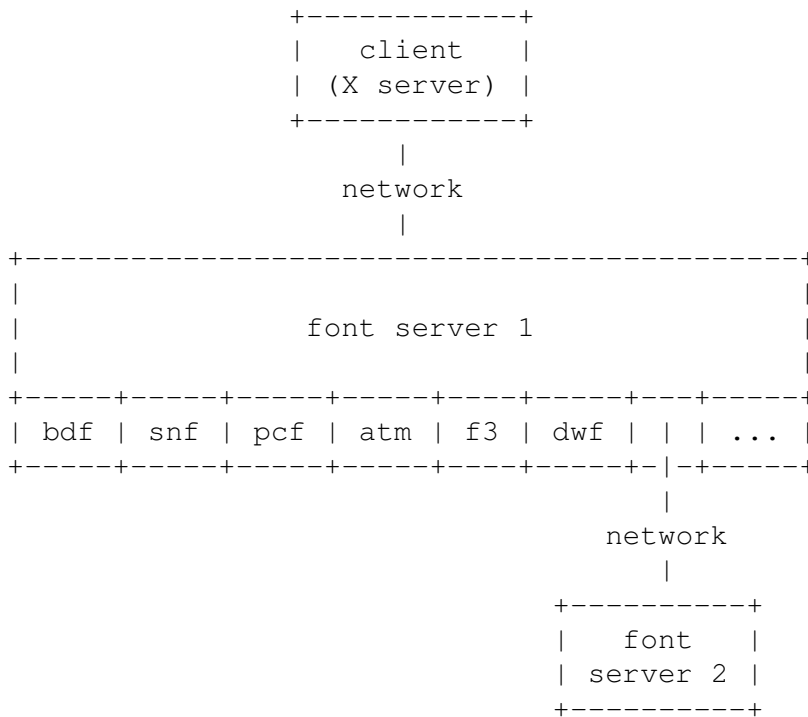 client
(X server)
network
font server 1
bdf snf pcf atm f3 dwf ...
network
font
server 2